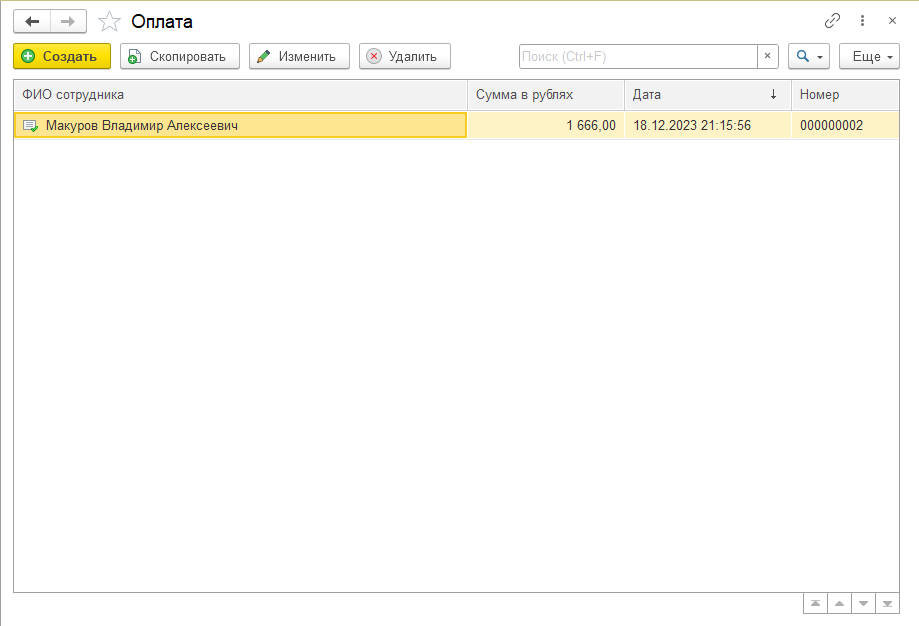 Оплата
Создать Скопировать Изменить Удалить Поиск (Ctrl+F) × Еще
ФИО сотрудника Сумма в рублях Дата ↓ Номер
Макуров Владимир Алексеевич 1 666,00 18.12.2023 21:15:56 000000002